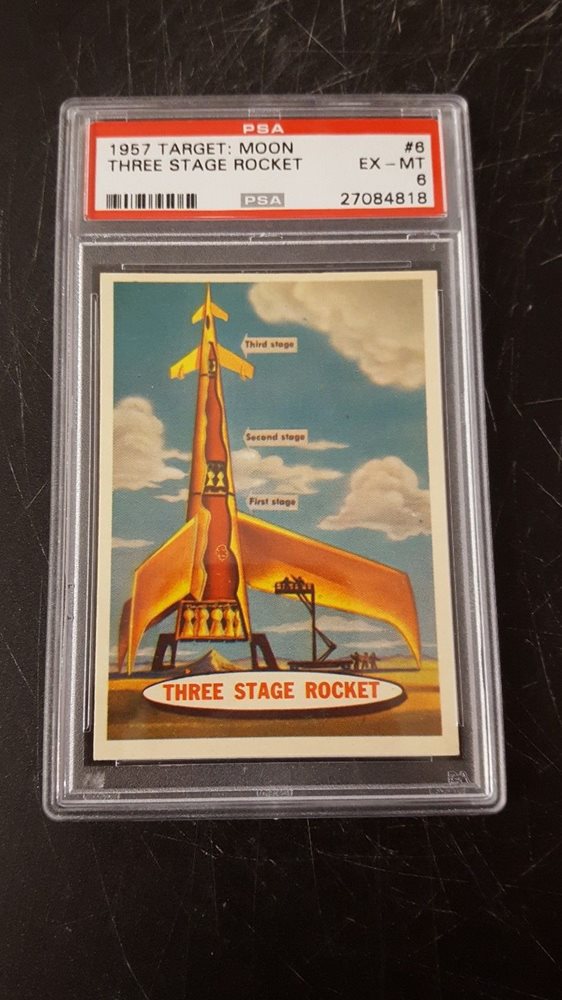 PSA
1957 TARGET: MOON #6
THREE STAGE ROCKET EX - MT
6
PSA 27084818
Third stage
Second stage
First stage
THREE STAGE ROCKET